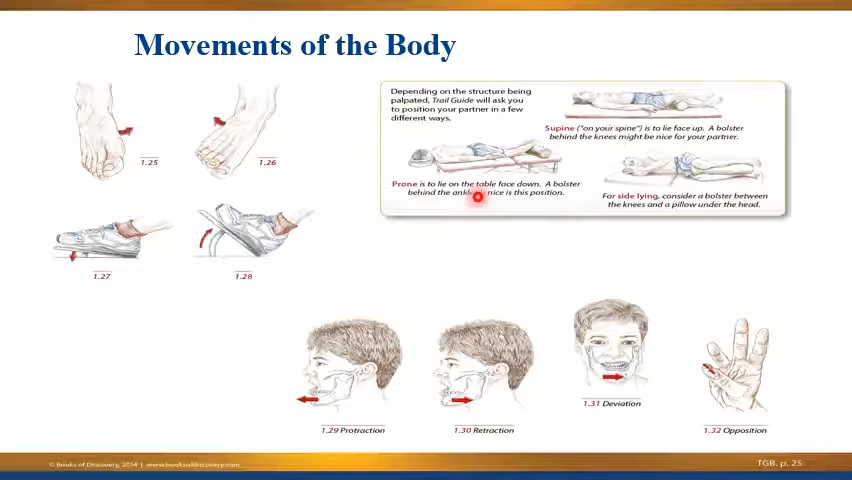 Movements of the Body
Depending on the structure being
palpated, Trail Guide will ask you
to position your partner in a few
different ways.
Supine ("on your spine") is to lie face up. A bolster
behind the knees might be nice for your partner.
Prone is to lie on the table face down. A bolster
behind the ankles nice is this position.
For side lying, consider a bolster between
the knees and a pillow under the head.
1.25
1.26
1.27
1.28
1.29 Protraction
1.30 Retraction
1.31 Deviation
1.32 Opposition
© Books of Discovery, 2014 | www.booksofdiscovery.com
TGB. p. 25